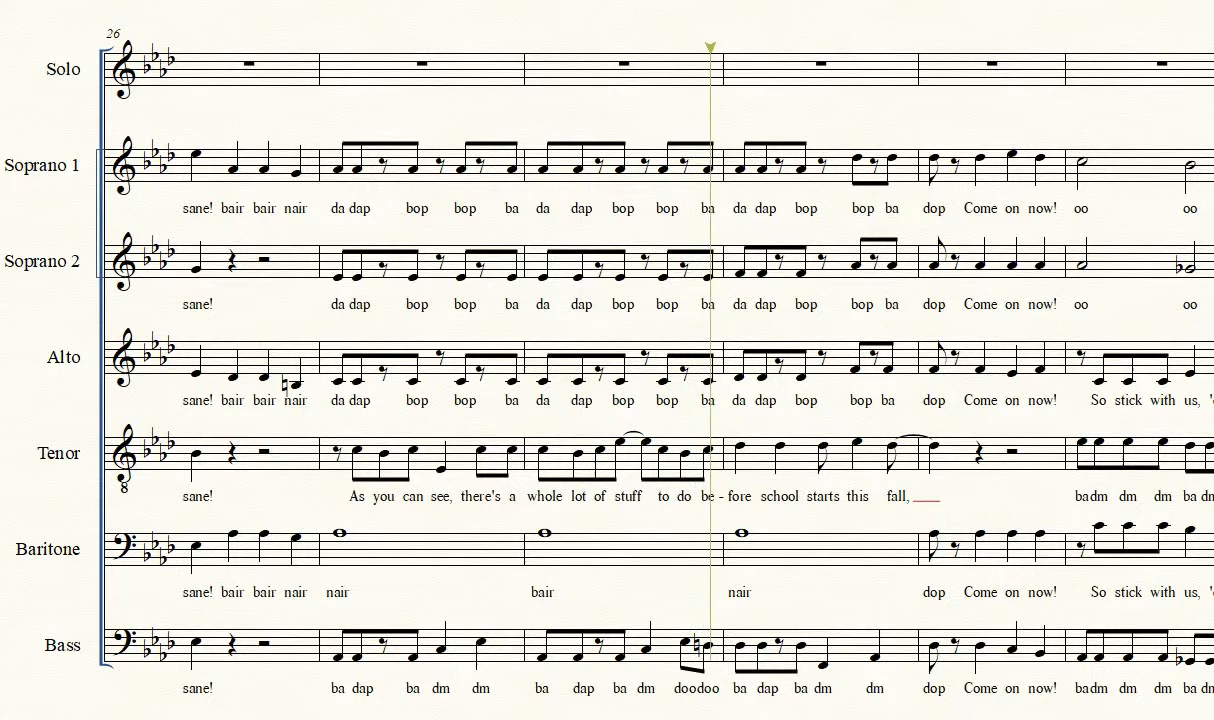 26
Solo
Soprano 1
sane! bair bair nair da dap bop bop ba da dap bop bop ba da dap bop bop ba dop Come on now! oo oo
Soprano 2
sane! da dap bop bop ba da dap bop bop ba da dap bop bop ba dop Come on now! oo oo
Alto
sane! bair bair nair da dap bop bop ba da dap bop bop ba da dap bop bop ba dop Come on now! So stick with us,
Tenor
8
sane! As you can see, there's a whole lot of stuff to do be - fore school starts this fall,
badm dm dm ba dm
Baritone
sane! bair bair nair nair bair nair dop Come on now! So stick with us,
Bass
sane! ba dap ba dm dm ba dap ba dm doodoo ba dap ba dm dm dop Come on now! badm dm dm ba dm